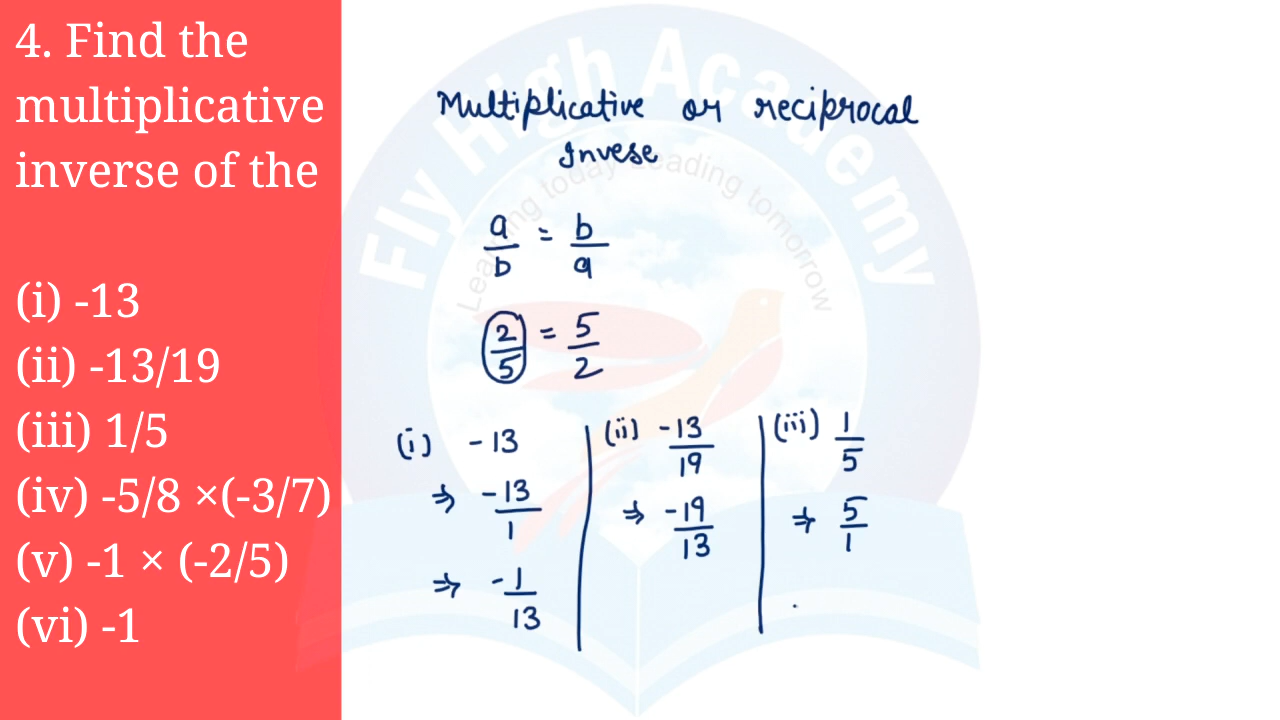 4. Find the
multiplicative
inverse of the
(i) -13
(ii) -13/19
(iii) 1/5
(iv) -5/8 ×(-3/7)
(v) -1 × (-2/5)
(vi) -1
Fly High Academy
Learning today Leading tomorrow
Multiplicative or reciprocal
Invese
a/b = b/a
2/5 = 5/2
(i) -13
⇒ -13/1
⇒ -1/13
(ii) -13/19
⇒ -19/13
(iii) 1/5
⇒ 5/1